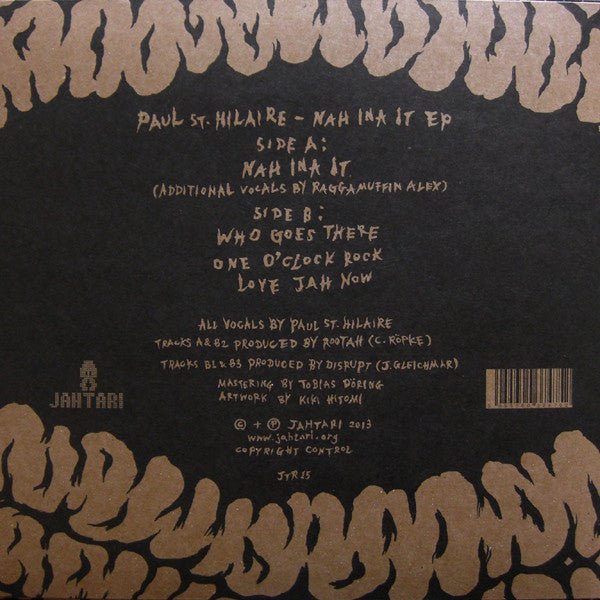 PAUL ST. HILAIRE - NAH INA IT EP
SIDE A:
NAH INA IT
(ADDITIONAL VOCALS BY RAGGAMUFFIN ALEX)
SIDE B:
WHO GOES THERE
ONE O'CLOCK ROCK
LOVE JAH NOW
ALL VOCALS BY PAUL ST. HILAIRE
TRACKS A & B2 PRODUCED BY ROOTAH (C. RÖPKE)
TRACKS B1 & B3 PRODUCED BY DISRUPT (J. GLEICHMAR)
MASTERING BY TOBIAS DÖRING
ARTWORK BY KIKI HITOMI
© + ℗ JAHTARI 2013
www.jahtari.org
COPYRIGHT CONTROL
JTR 15
JAHTARI